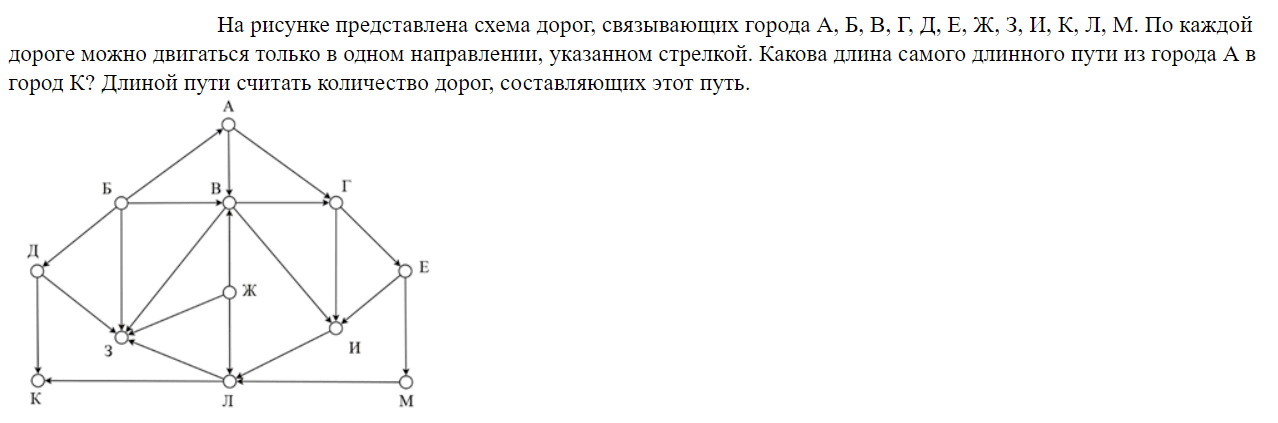 На рисунке представлена схема дорог, связывающих города А, Б, В, Г, Д, Е, Ж, З, И, К, Л, М. По каждой
дороге можно двигаться только в одном направлении, указанном стрелкой. Какова длина самого длинного пути из города А в
город К? Длиной пути считать количество дорог, составляющих этот путь.
А
Б
В
Г
Д
Е
Ж
З
И
К
Л
М